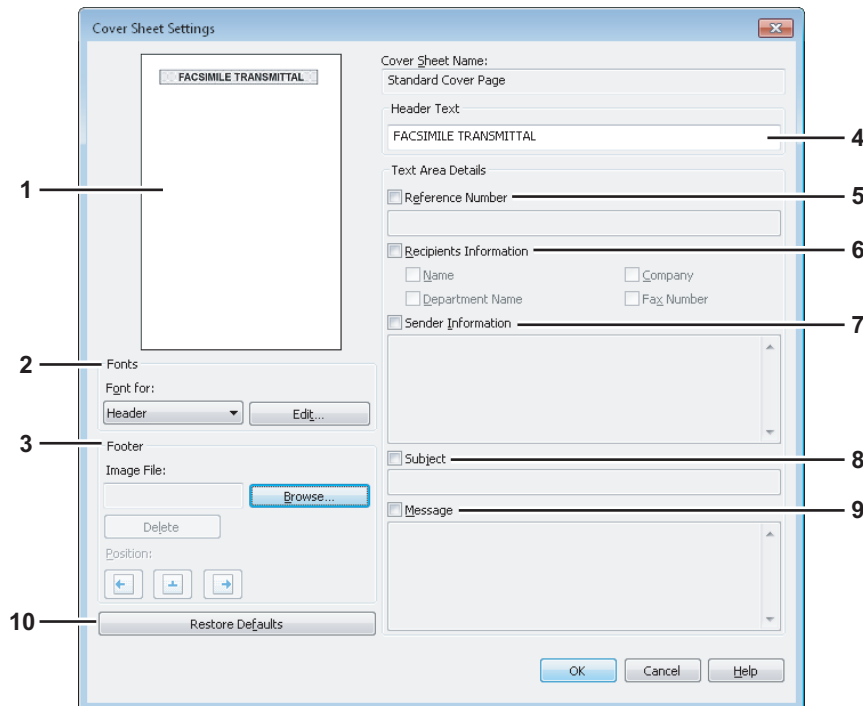 Cover Sheet Settings
FACSIMILE TRANSMITTAL
Cover Sheet Name:
Standard Cover Page
Header Text
FACSIMILE TRANSMITTAL
4
1
Text Area Details
Reference Number
5
Recipients Information
6
Name
Company
Department Name
Fax Number
Sender Information
7
2
Fonts
Font for:
Header
Edit...
3
Footer
Image File:
Browse...
Delete
Position:
Subject
8
Message
9
10
Restore Defaults
OK
Cancel
Help